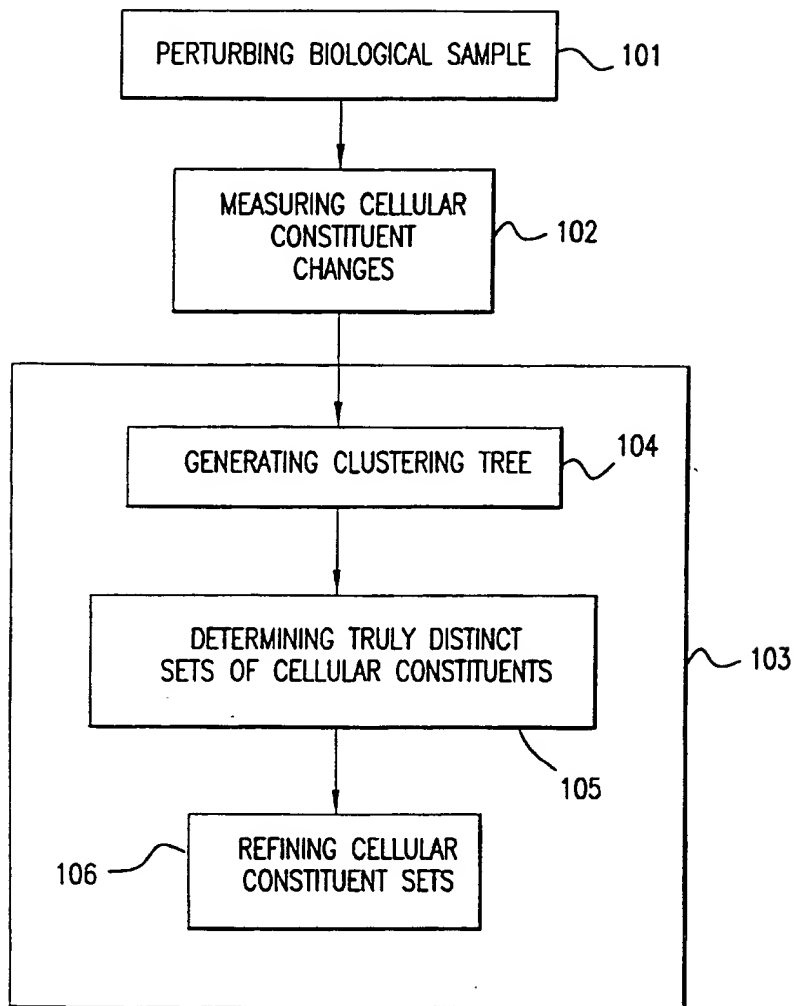 PERTURBING BIOLOGICAL SAMPLE
101
MEASURING CELLULAR
CONSTITUENT
CHANGES
102
GENERATING CLUSTERING TREE
104
DETERMINING TRULY DISTINCT
SETS OF CELLULAR CONSTITUENTS
103
105
REFINING CELLULAR
CONSTITUENT SETS
106